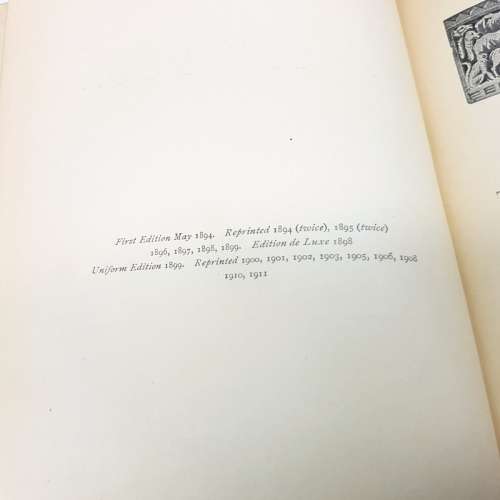 First Edition May 1894. Reprinted 1894 (twice), 1895 (twice)
1896, 1897, 1898, 1899. Edition de Luxe 1898
Uniform Edition 1899. Reprinted 1900, 1901, 1902, 1903, 1905, 1906, 1908
1910, 1911